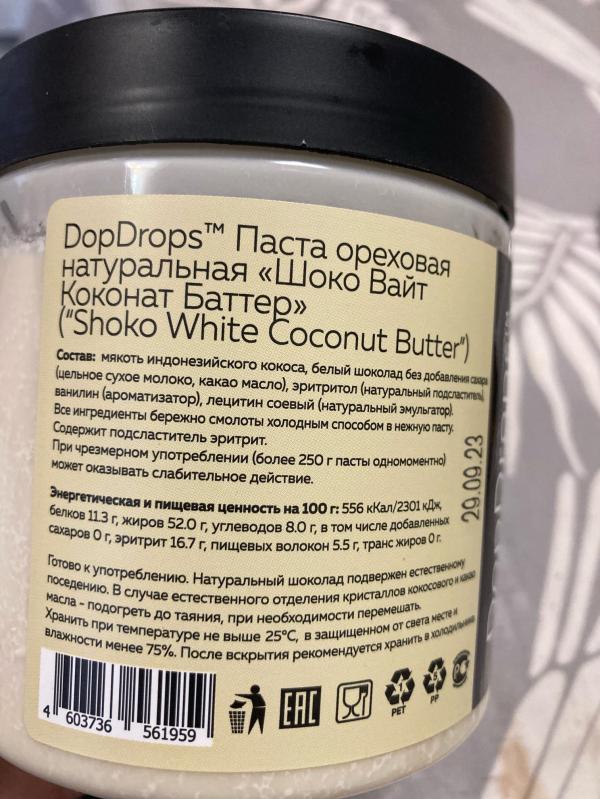 DopDrops™ Паста ореховая
натуральная «Шоко Вайт
Коконат Баттер»
("Shoko White Coconut Butter")
Состав: мякоть индонезийского кокоса, белый шоколад без добавления сахара
(цельное сухое молоко, какао масло), эритритол (натуральный подсластитель),
ванилин (ароматизатор), лецитин соевый (натуральный эмульгатор).
Все ингредиенты бережно смолоты холодным способом в нежную пасту.
Содержит подсластитель эритрит.
При чрезмерном употреблении (более 250 г пасты одномоментно)
может оказывать слабительное действие.
Энергетическая и пищевая ценность на 100 г: 556 кКал/2301 кДж,
белков 11.3 г, жиров 52.0 г, углеводов 8.0 г, в том числе добавленных
сахаров 0 г, эритрит 16.7 г, пищевых волокон 5.5 г, транс жиров 0 г.
Готово к употреблению. Натуральный шоколад подвержен естественному
поседению. В случае естественного отделения кристаллов кокосового и какао
масла - подогреть до таяния, при необходимости перемешать.
Хранить при температуре не выше 25°C, в защищенном от света месте и
влажности менее 75%. После вскрытия рекомендуется хранить в холодильнике.
29.09.23
4 603736 561959
EAC
1
PET
5
PP